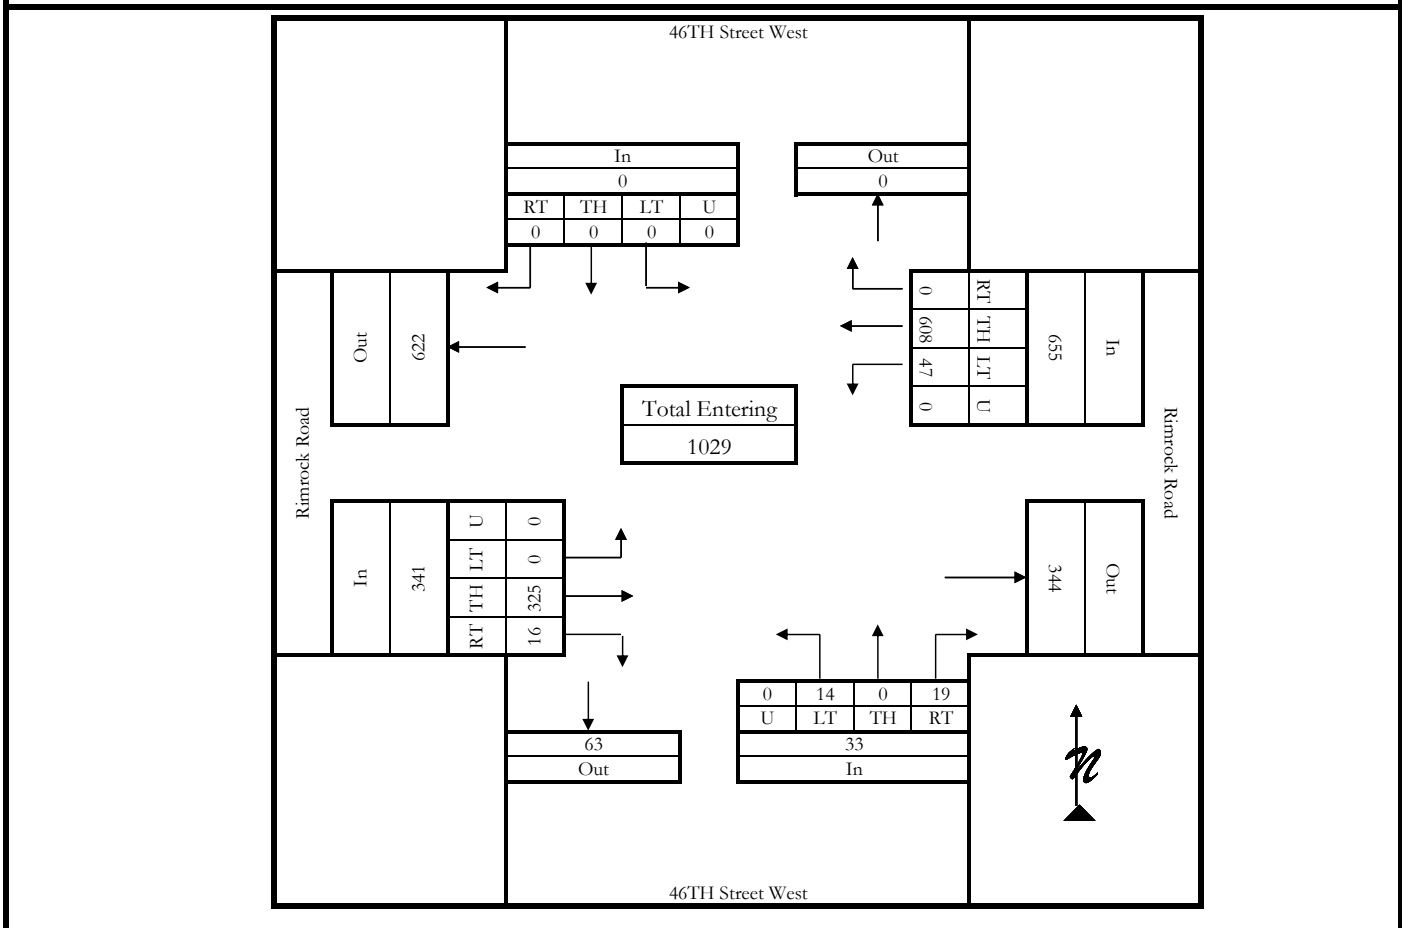 46TH Street West
In
0
RT TH LT U
0 0 0 0
Out
0
Out
622
0 RT
608 TH
47 LT
0 U
655
In
Rimrock Road
Rimrock Road
Total Entering
1029
In
341
U 0
LT 0
TH 325
RT 16
344
Out
0 14 0 19
U LT TH RT
33
In
63
Out
n
46TH Street West